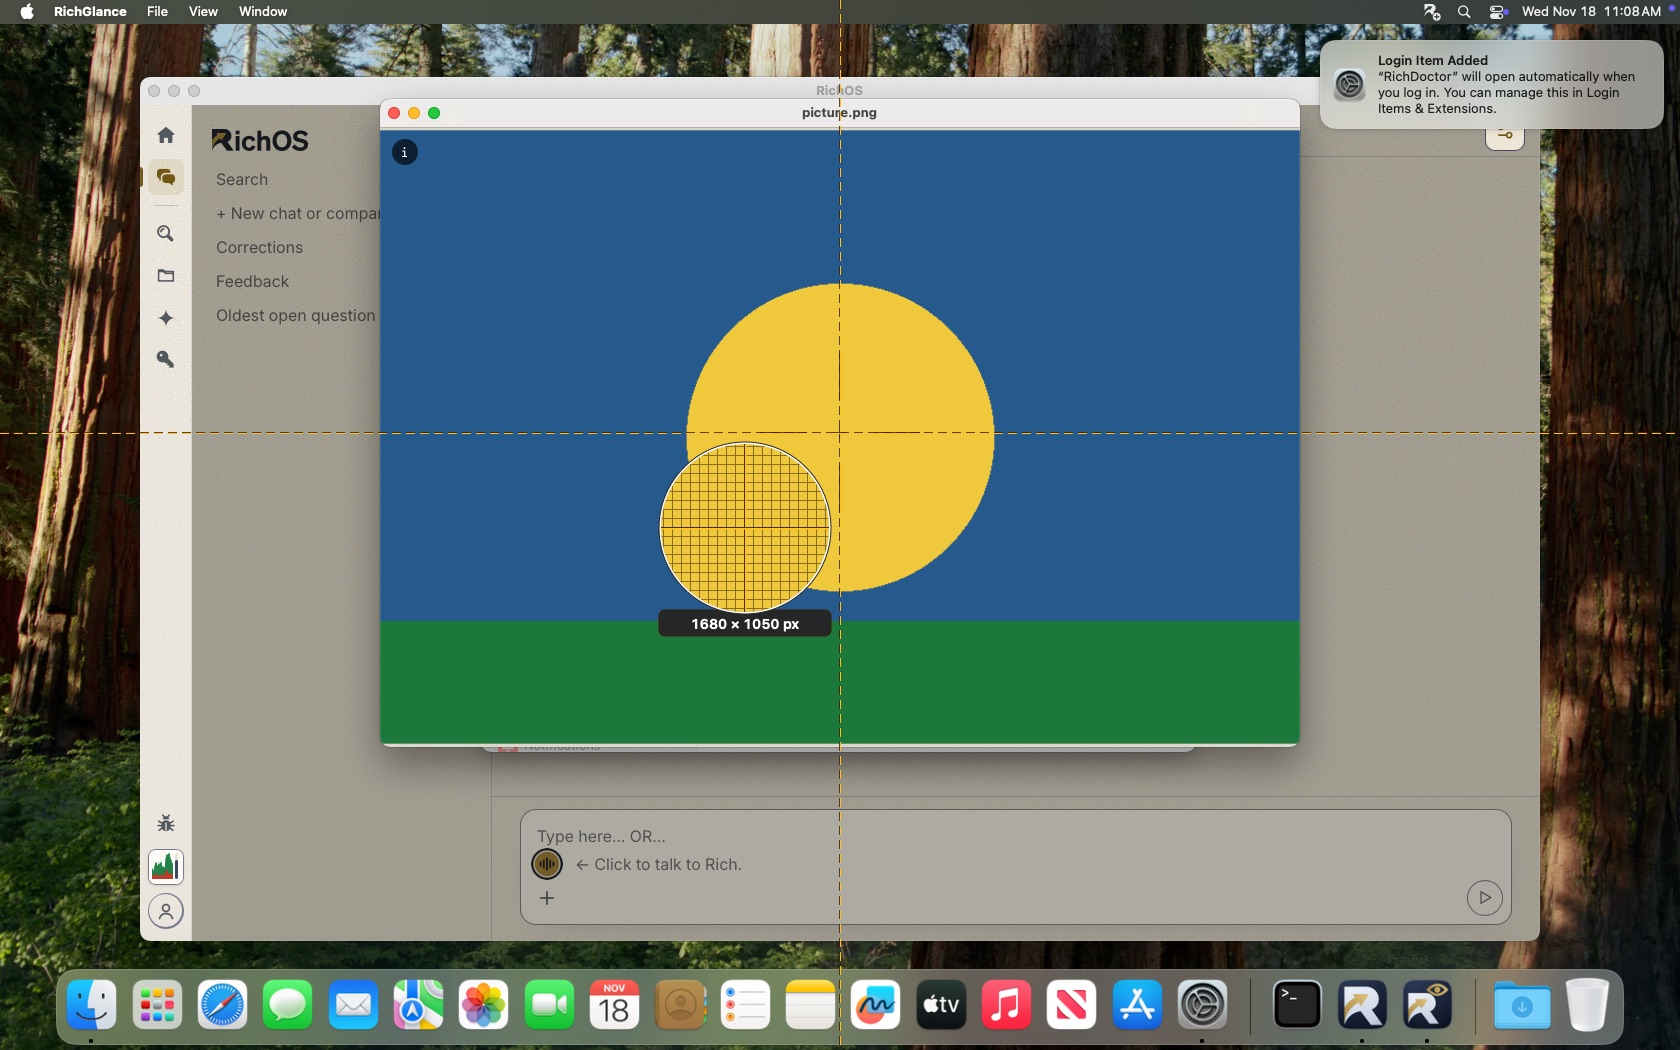 RichGlance File View Window Wed Nov 18 11:08 AM
Login Item Added
“RichDoctor” will open automatically when
you log in. You can manage this in Login
Items & Extensions.
RichOS
picture.png
i
RichOS
Search
+ New chat or compar
Corrections
Feedback
Oldest open question
1680 × 1050 px
Notifications
Type here... OR...
← Click to talk to Rich.
NOV
18
tv
>_